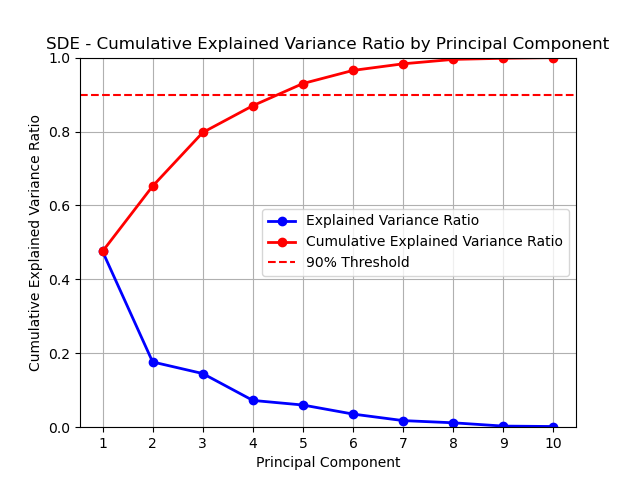 SDE - Cumulative Explained Variance Ratio by Principal Component
Cumulative Explained Variance Ratio
1.0
0.8
0.6
0.4
0.2
0.0
Explained Variance Ratio
Cumulative Explained Variance Ratio
90% Threshold
1 2 3 4 5 6 7 8 9 10
Principal Component